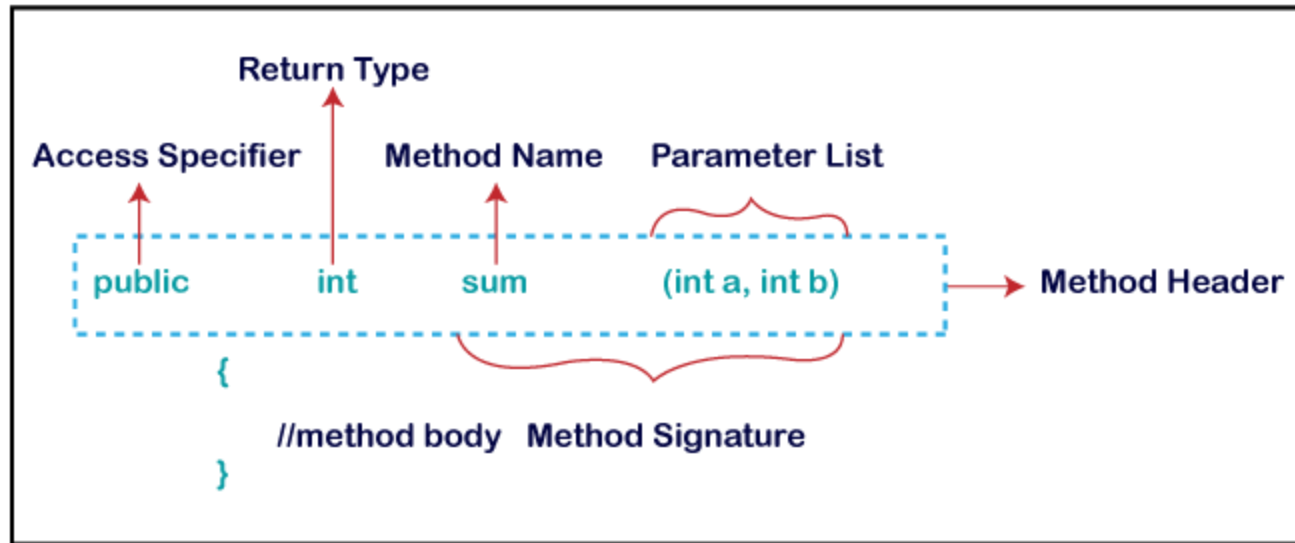 Return Type
Access Specifier Method Name Parameter List
public int sum (int a, int b) Method Header
{
//method body Method Signature
}